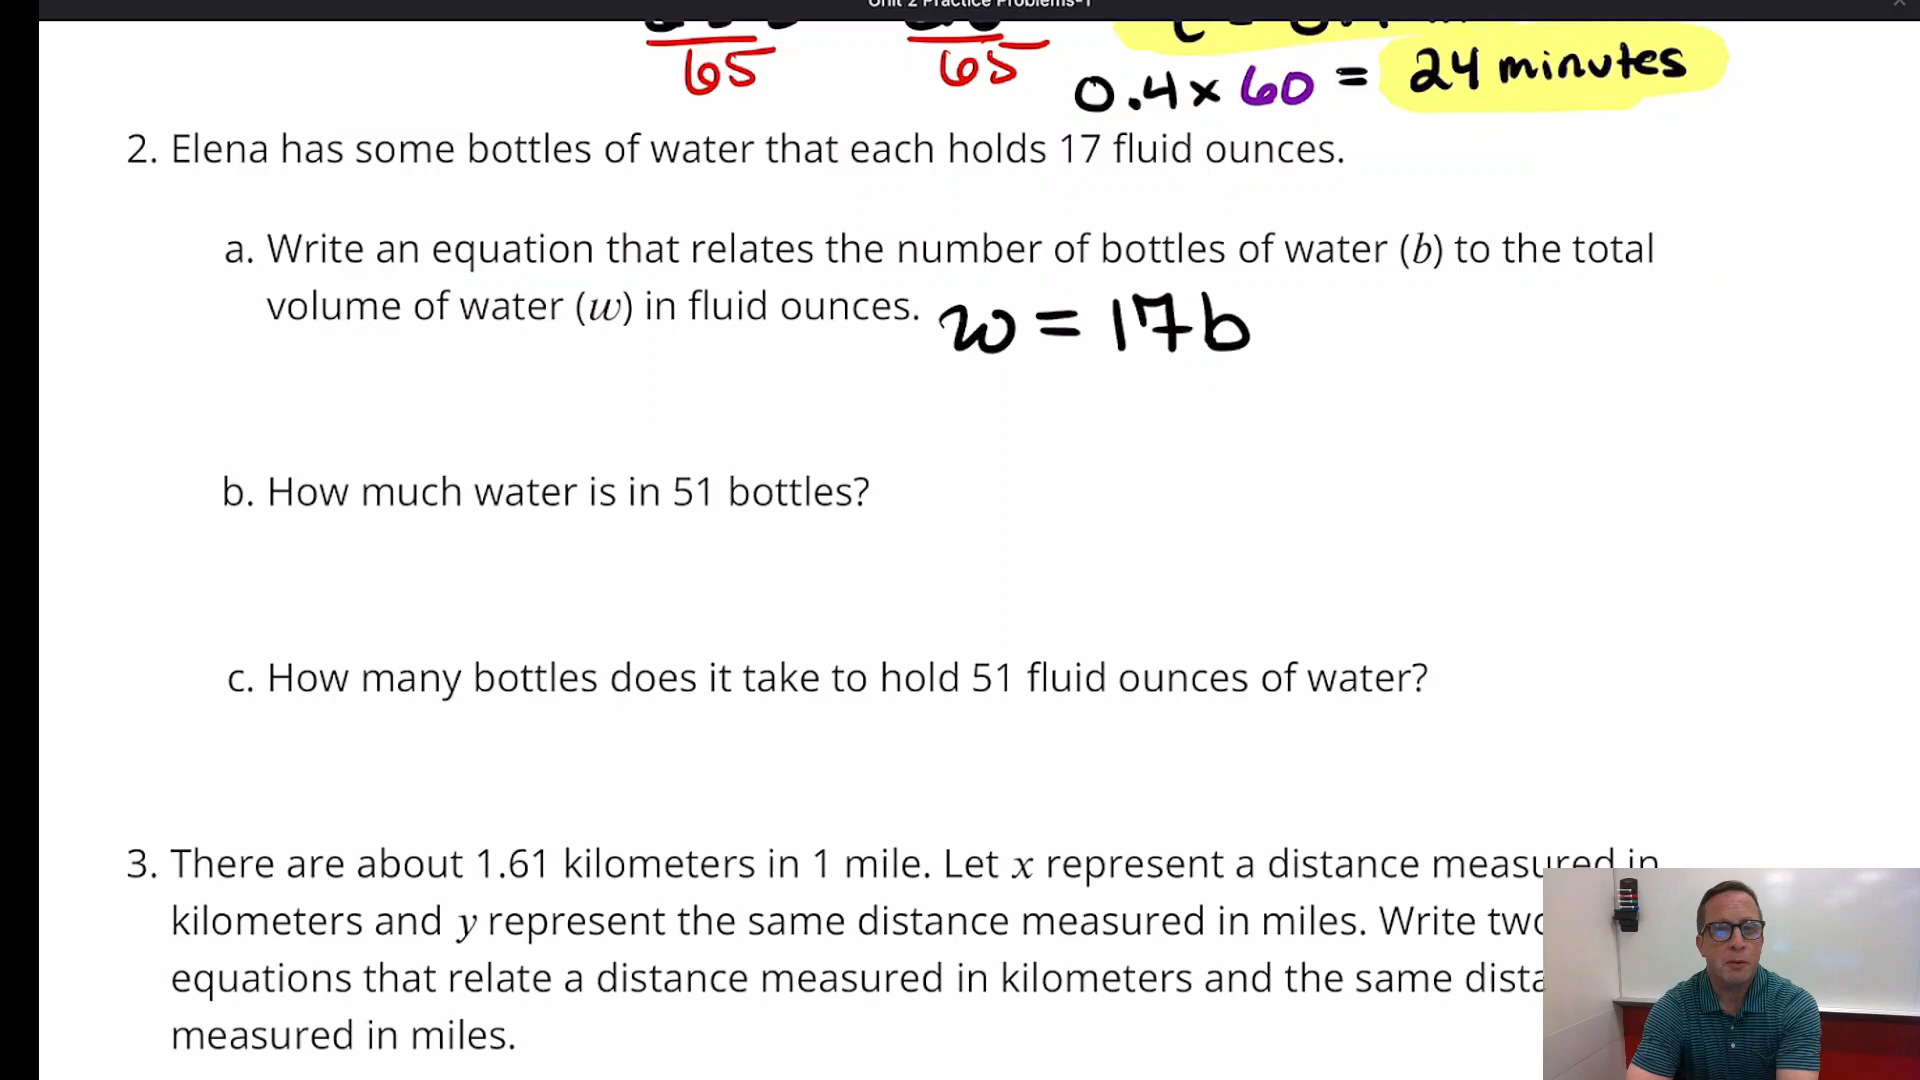 Unit 2 Practice Problems-1
65 65
0.4 x 60 = 24 minutes
2. Elena has some bottles of water that each holds 17 fluid ounces.
a. Write an equation that relates the number of bottles of water (b) to the total
volume of water (w) in fluid ounces. w = 17b
b. How much water is in 51 bottles?
c. How many bottles does it take to hold 51 fluid ounces of water?
3. There are about 1.61 kilometers in 1 mile. Let x represent a distance measured in
kilometers and y represent the same distance measured in miles. Write two
equations that relate a distance measured in kilometers and the same dista
measured in miles.